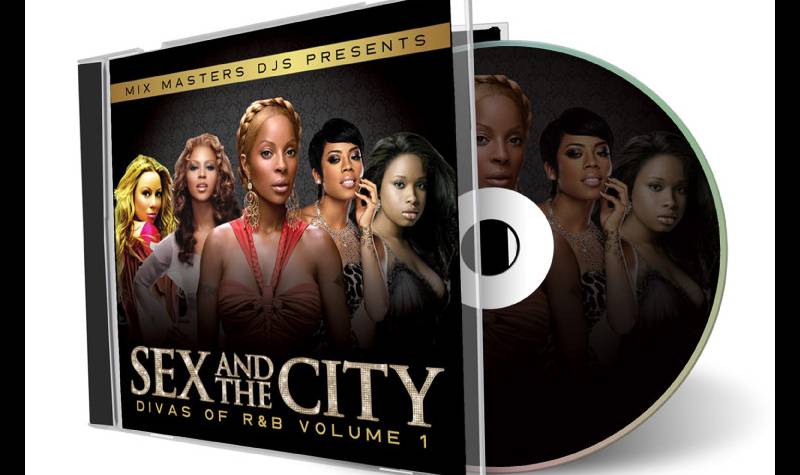 MIX MASTERS DJS PRESENTS
SEX AND THE CITY
DIVAS OF R&B VOLUME 1